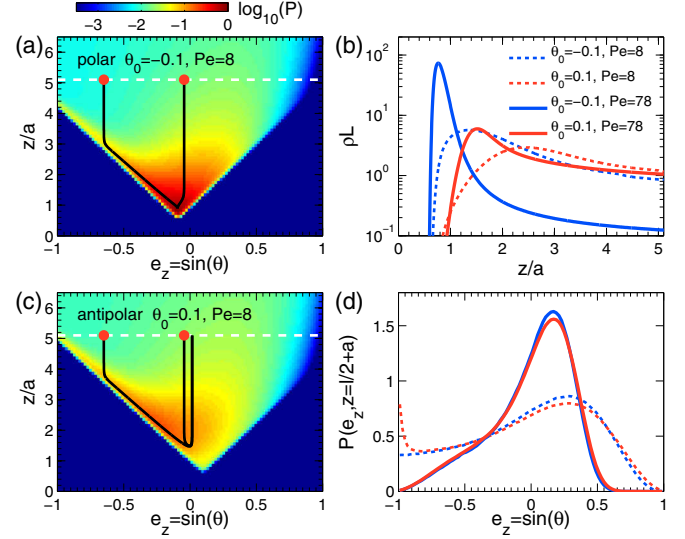 log10(P)
−3 −2 −1 0
(a)
polar θ0=−0.1, Pe=8
z/a
6
5
4
3
2
1
0
−1 −0.5 0 0.5 1
ez=sin(θ)
(b)
θ0=−0.1, Pe=8
θ0=0.1, Pe=8
θ0=−0.1, Pe=78
θ0=0.1, Pe=78
ρL
10^2
10^1
10^0
10^−1
0 1 2 3 4 5
z/a
(c)
antipolar θ0=0.1, Pe=8
z/a
6
5
4
3
2
1
0
−1 −0.5 0 0.5 1
ez=sin(θ)
(d)
P(ez,z=l/2+a)
1.5
1
0.5
0
−1 −0.5 0 0.5 1
ez=sin(θ)